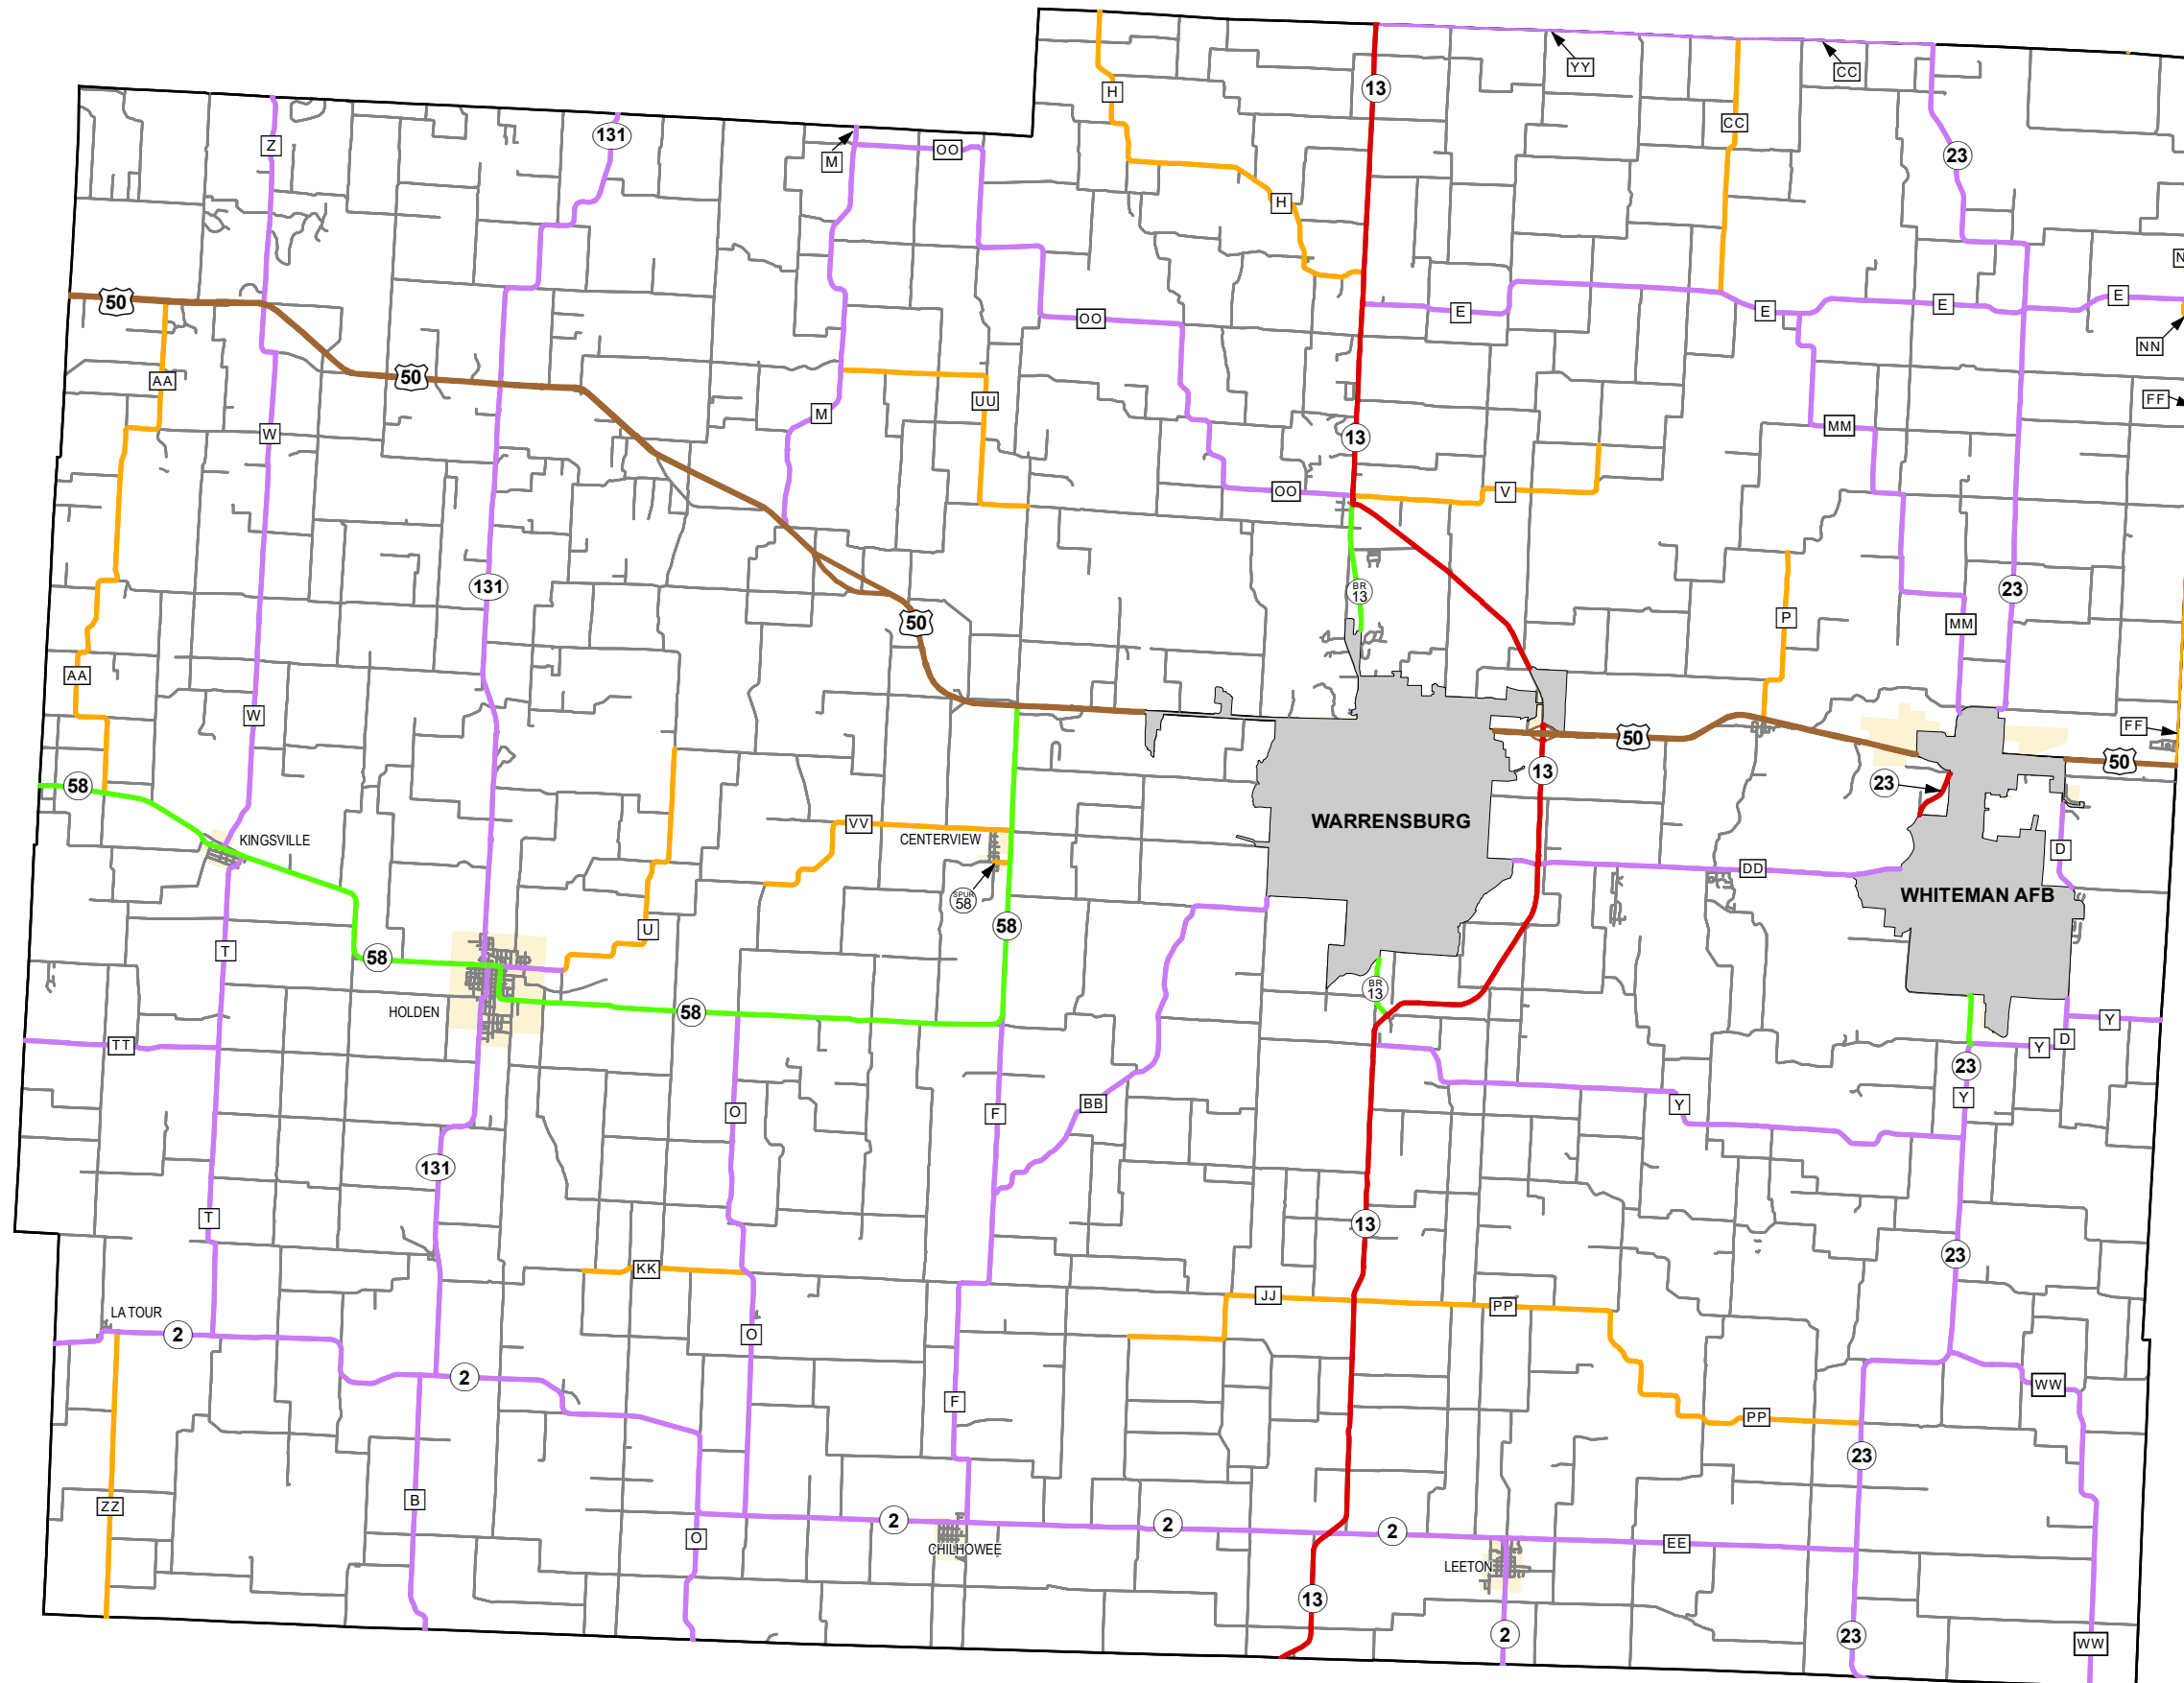 YY
CC
13
H
CC
131
Z
M
OO
23
H
N
50
E
E
E
E
OO
NN
50
AA
UU
FF
M
MM
W
13
OO
V
131
BR
13
23
P
50
MM
AA
W
FF
50
50
13
58
23
VV
WARRENSBURG
KINGSVILLE
CENTERVIEW
D
DD
SPUR
58
WHITEMAN AFB
58
U
T
58
BR
13
HOLDEN
58
Y
TT
Y
D
23
Y
O
F
BB
Y
131
T
13
23
KK
JJ
PP
LA TOUR
2
O
2
WW
F
PP
23
B
ZZ
2
2
2
O
EE
CHILHOWEE
LEETON
13
2
23
WW